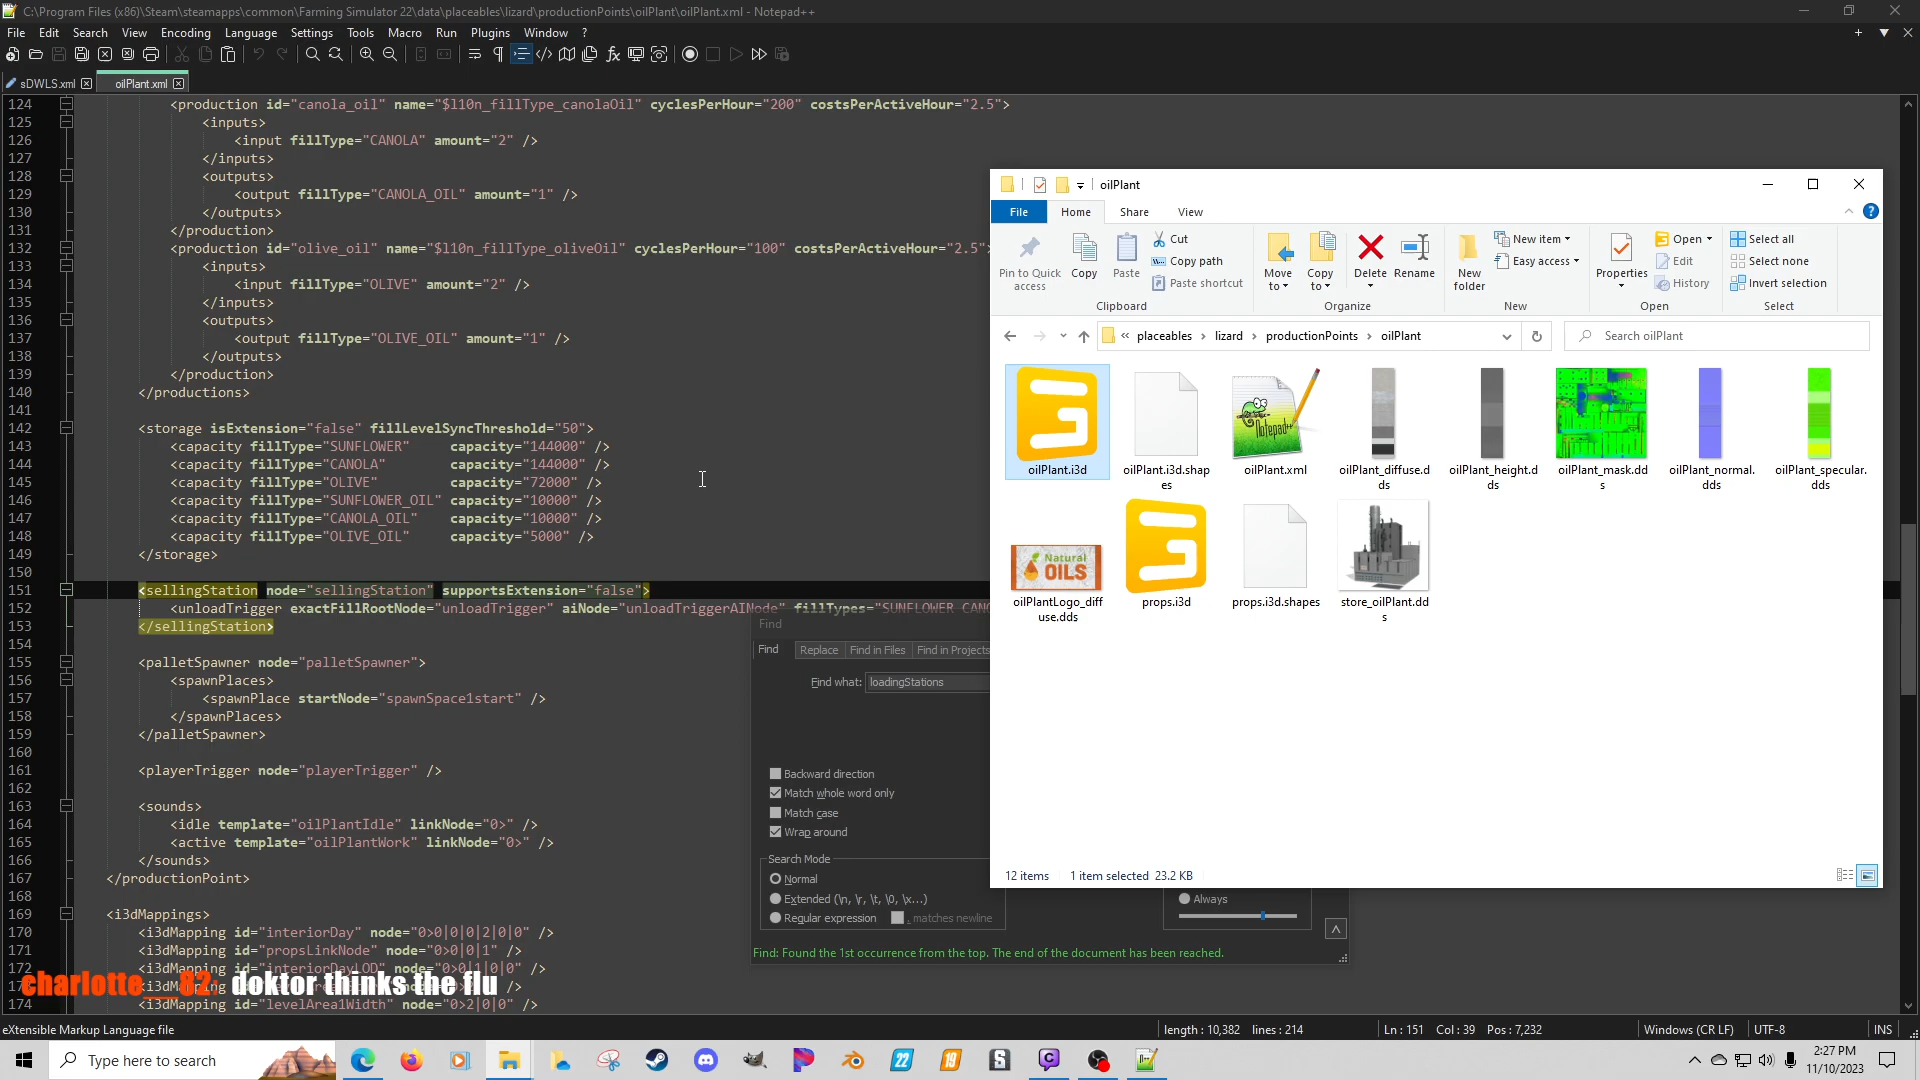 C:\Program Files (x86)\Steam\steamapps\common\Farming Simulator 22\data\placeables\lizard\productionPoints\oilPlant\oilPlant.xml - Notepad++
File Edit Search View Encoding Language Settings Tools Macro Run Plugins Window ?
sDWLS.xml oilPlant.xml
124 <production id="canola_oil" name="$l10n_fillType_canolaOil" cyclesPerHour="200" costsPerActiveHour="2.5">
125 <inputs>
126 <input fillType="CANOLA" amount="2" />
127 </inputs>
128 <outputs>
129 <output fillType="CANOLA_OIL" amount="1" />
130 </outputs>
131 </production>
132 <production id="olive_oil" name="$l10n_fillType_oliveOil" cyclesPerHour="100" costsPerActiveHour="2.5">
133 <inputs>
134 <input fillType="OLIVE" amount="2" />
135 </inputs>
136 <outputs>
137 <output fillType="OLIVE_OIL" amount="1" />
138 </outputs>
139 </production>
140 </productions>
141
142 <storage isExtension="false" fillLevelSyncThreshold="50">
143 <capacity fillType="SUNFLOWER" capacity="144000" />
144 <capacity fillType="CANOLA" capacity="144000" />
145 <capacity fillType="OLIVE" capacity="72000" />
146 <capacity fillType="SUNFLOWER_OIL" capacity="10000" />
147 <capacity fillType="CANOLA_OIL" capacity="10000" />
148 <capacity fillType="OLIVE_OIL" capacity="5000" />
149 </storage>
150
151 <sellingStation node="sellingStation" supportsExtension="false">
152 <unloadTrigger exactFillRootNode="unloadTrigger" aiNode="unloadTriggerAINode" fillTypes="SUNFLOWER CANO
153 </sellingStation>
154
155 <palletSpawner node="palletSpawner">
156 <spawnPlaces>
157 <spawnPlace startNode="spawnSpace1start" />
158 </spawnPlaces>
159 </palletSpawner>
160
161 <playerTrigger node="playerTrigger" />
162
163 <sounds>
164 <idle template="oilPlantIdle" linkNode="0>" />
165 <active template="oilPlantWork" linkNode="0>" />
166 </sounds>
167 </productionPoint>
168
169 <i3dMappings>
170 <i3dMapping id="interiorDay" node="0>0|0|0|2|0|0" />
171 <i3dMapping id="propsLinkNode" node="0>0|0|1" />
172 <i3dMapping id="interiorDayLOD" node="0>0|1|0|0" />
174 <i3dMapping id="levelArea1Width" node="0>2|0|0" />
charlotte__82: doktor thinks the flu
Find
Find Replace Find in Files Find in Projects
Find what: loadingStations
Backward direction
Match whole word only
Match case
Wrap around
Search Mode
Normal
Extended (\n, \r, \t, \0, \x...)
Regular expression . matches newline
Always
Find: Found the 1st occurrence from the top. The end of the document has been reached.
oilPlant
File Home Share View
Pin to Quick access
Copy
Paste
Cut
Copy path
Paste shortcut
Move to
Copy to
Delete
Rename
New folder
New item
Easy access
Properties
Open
Edit
History
Select all
Select none
Invert selection
Clipboard Organize New Open Select
« placeables > lizard > productionPoints > oilPlant
Search oilPlant
oilPlant.i3d
oilPlant.i3d.shapes
oilPlant.xml
oilPlant_diffuse.dds
oilPlant_height.dds
oilPlant_mask.dds
oilPlant_normal.dds
oilPlant_specular.dds
Natural
OILS
oilPlantLogo_diffuse.dds
props.i3d
props.i3d.shapes
store_oilPlant.dds
Notepad++
12 items 1 item selected 23.2 KB
eXtensible Markup Language file length : 10,382 lines : 214 Ln : 151 Col : 39 Pos : 7,232 Windows (CR LF) UTF-8 INS
Type here to search
22
19
2:27 PM
11/10/2023